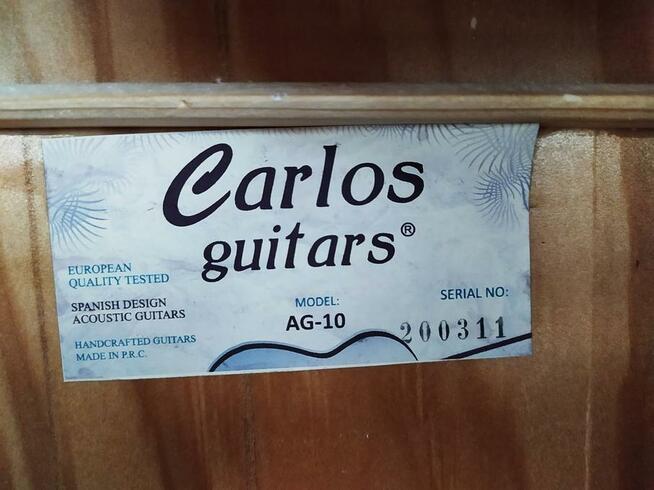 Carlos
guitars®
EUROPEAN
QUALITY TESTED
SPANISH DESIGN
ACOUSTIC GUITARS
HANDCRAFTED GUITARS
MADE IN P.R.C.
MODEL:
AG-10
SERIAL NO:
200311